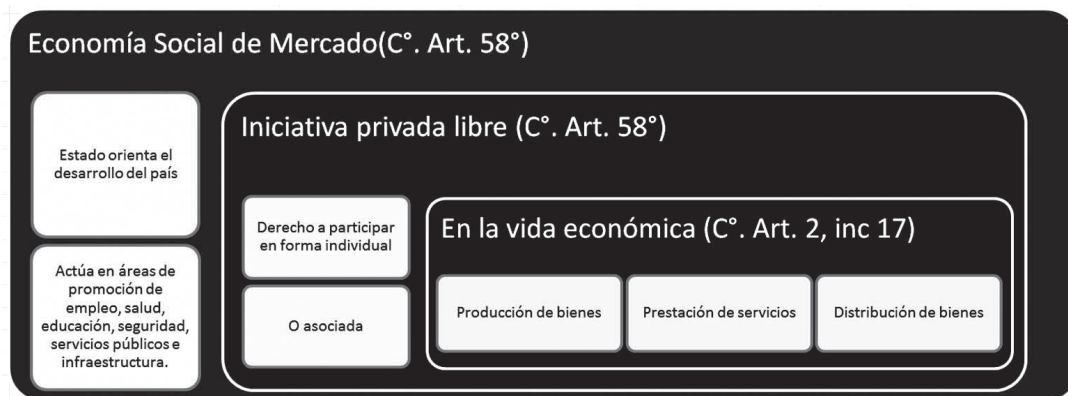 Economía Social de Mercado(C°. Art. 58°)
Estado orienta el
desarrollo del país
Actúa en áreas de
promoción de
empleo, salud,
educación, seguridad,
servicios públicos e
infraestructura.
Iniciativa privada libre (C°. Art. 58°)
Derecho a participar
en forma individual
O asociada
En la vida económica (C°. Art. 2, inc 17)
Producción de bienes
Prestación de servicios
Distribución de bienes